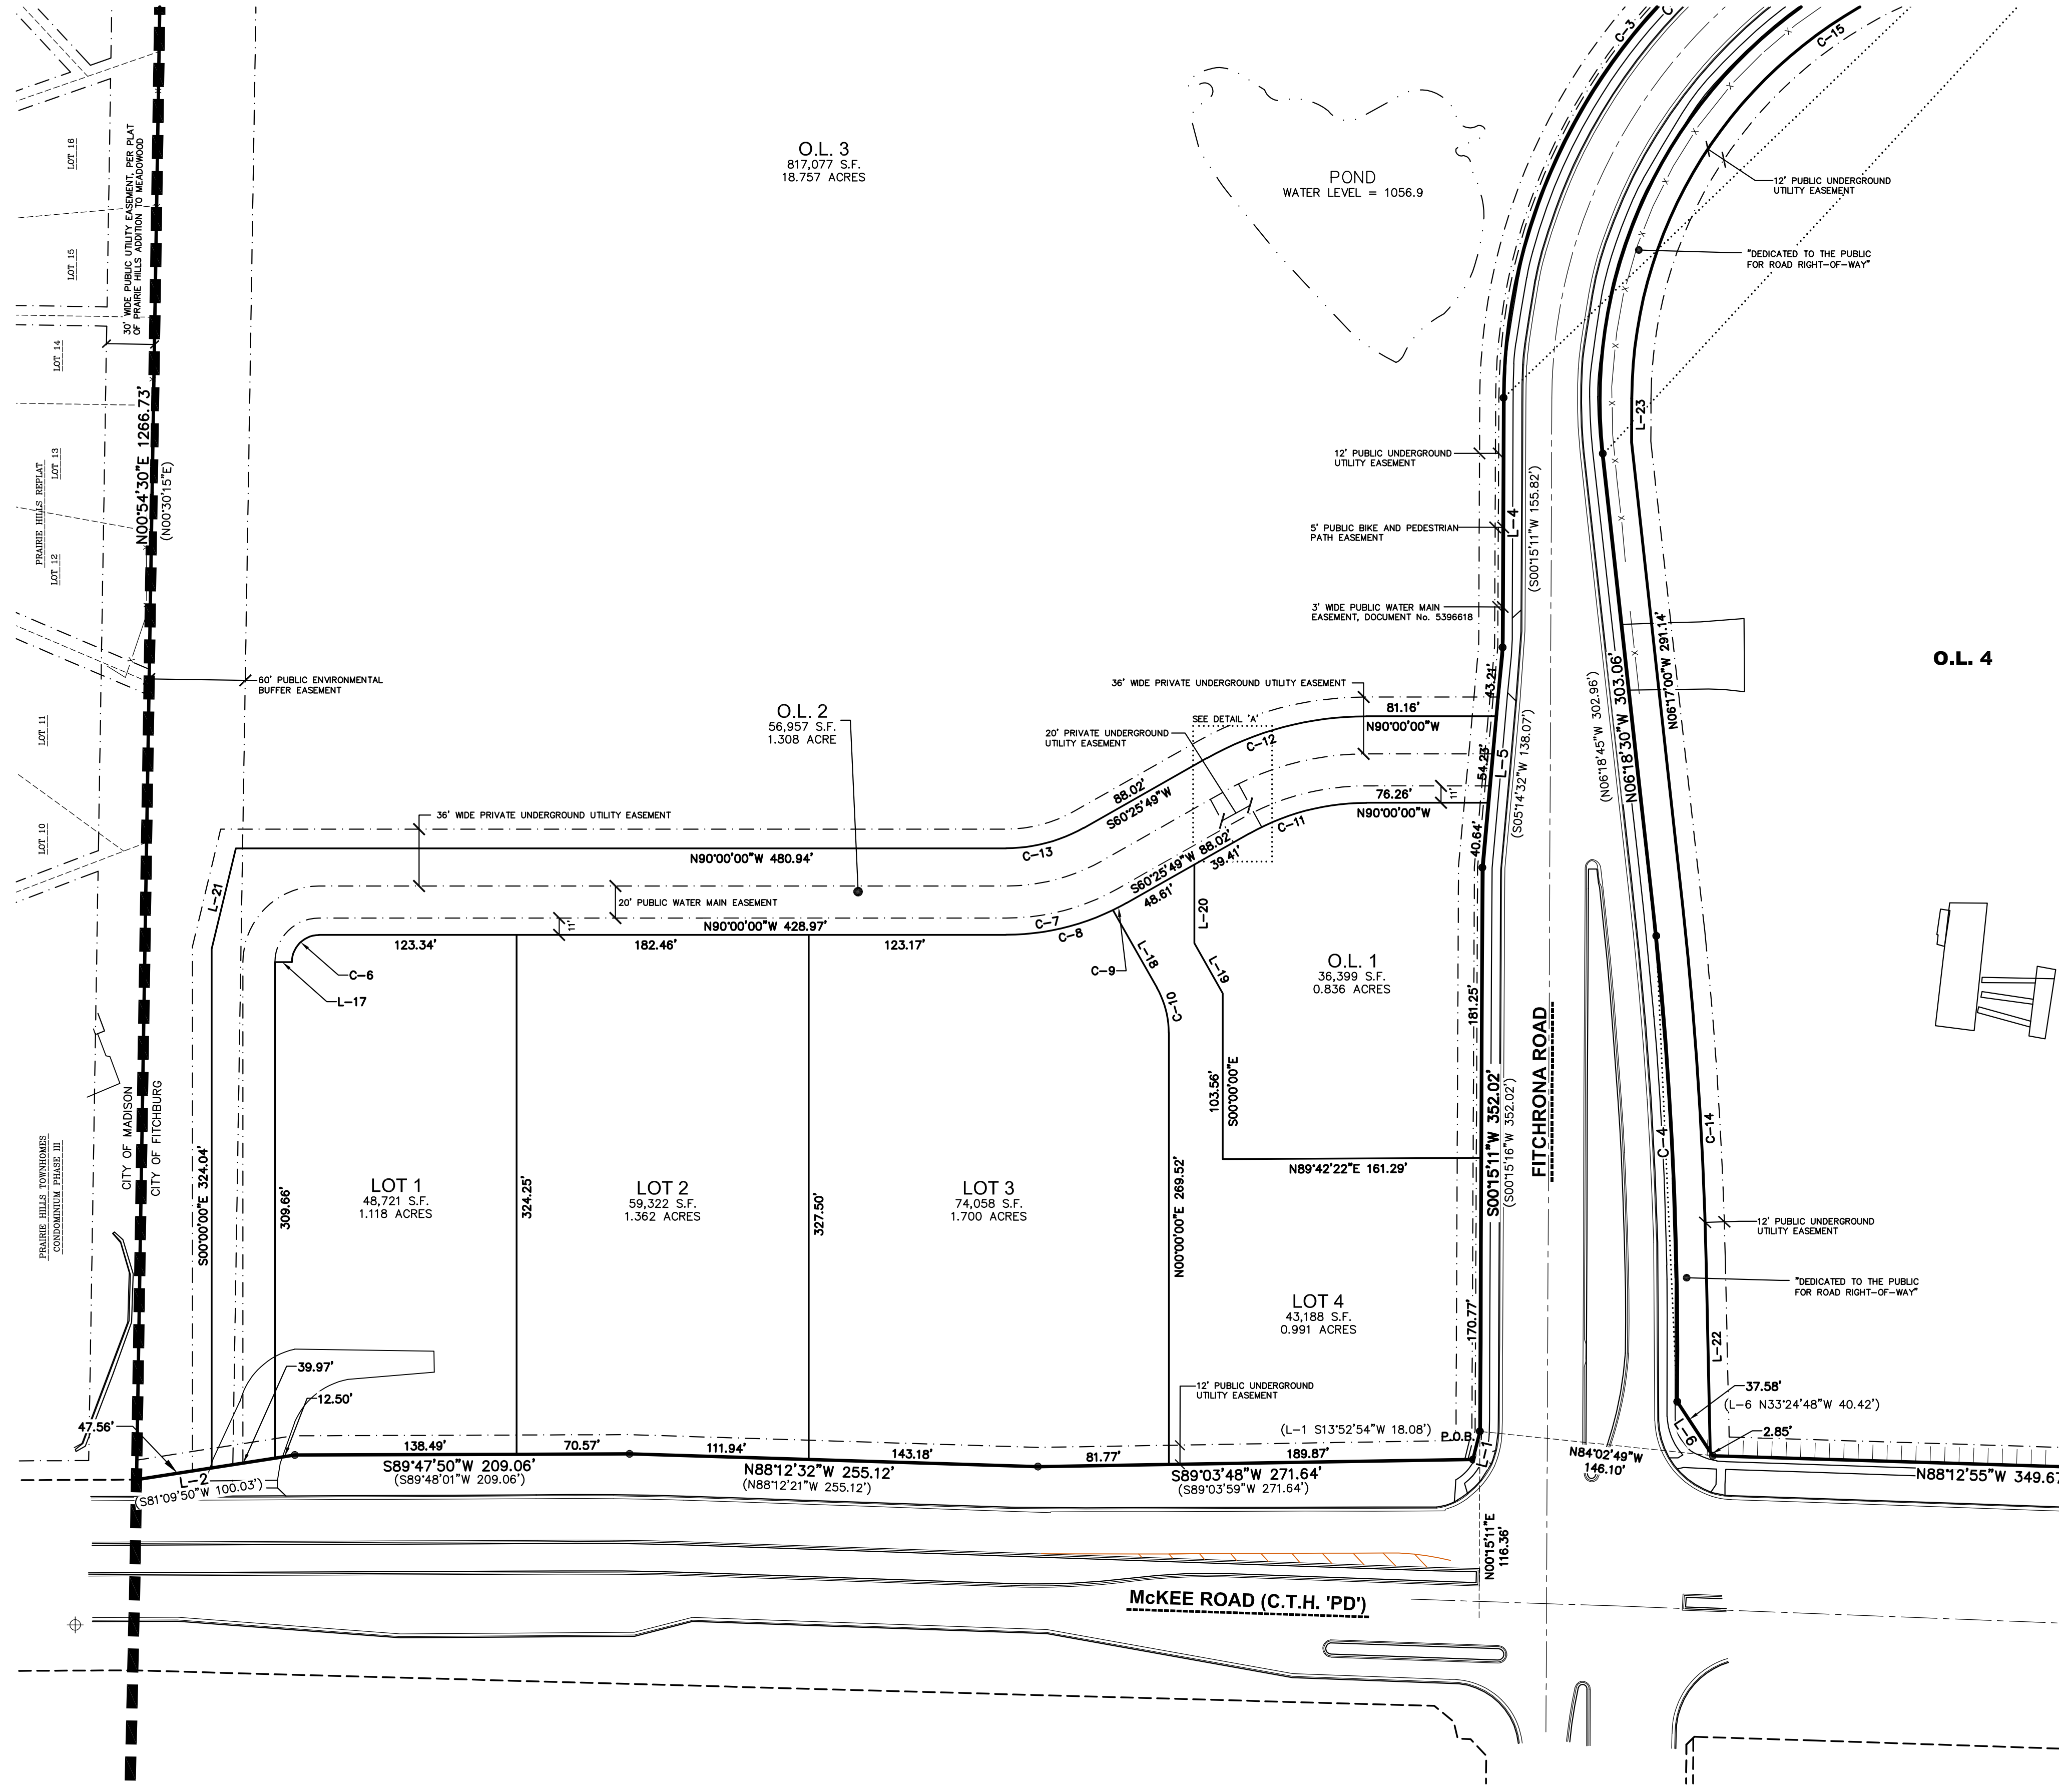 LOT 16
LOT 15
LOT 14
LOT 13
LOT 12
LOT 11
LOT 10
PRAIRIE HILLS REPLAT
30' WIDE PUBLIC UTILITY EASEMENT, PER PLAT
OF PRAIRIE HILLS ADDITION TO MEADOWOOD
N00°54'30"E 1266.73'
(N00°30'15"E)
O.L. 3
817,077 S.F.
18.757 ACRES
POND
WATER LEVEL = 1056.9
C-3
C
C-15
12' PUBLIC UNDERGROUND
UTILITY EASEMENT
"DEDICATED TO THE PUBLIC
FOR ROAD RIGHT-OF-WAY"
L-23
12' PUBLIC UNDERGROUND
UTILITY EASEMENT
5' PUBLIC BIKE AND PEDESTRIAN
PATH EASEMENT
3' WIDE PUBLIC WATER MAIN
EASEMENT, DOCUMENT No. 5396618
L-4
(S00°15'11"W 155.82')
60' PUBLIC ENVIRONMENTAL
BUFFER EASEMENT
O.L. 4
N06°17'00"W 291.14'
N06°18'30"W 303.06'
(N06°18'45"W 302.96')
36' WIDE PRIVATE UNDERGROUND UTILITY EASEMENT
43.21'
81.16'
N90°00'00"W
SEE DETAIL 'A'
20' PRIVATE UNDERGROUND
UTILITY EASEMENT
C-12
O.L. 2
56,957 S.F.
1.308 ACRE
54.23'
L-5
(S05°14'32"W 138.07')
88.02'
S60°25'49"W
76.26'
11'
N90°00'00"W
C-11
40.64'
36' WIDE PRIVATE UNDERGROUND UTILITY EASEMENT
N90°00'00"W 480.94'
C-13
S60°25'49"W 88.02'
39.41'
48.61'
L-21
20' PUBLIC WATER MAIN EASEMENT
N90°00'00"W 428.97'
11'
C-7
C-8
L-20
123.34'
182.46'
123.17'
C-6
L-17
C-9
L-18
L-19
C-10
O.L. 1
36,399 S.F.
0.836 ACRES
181.25'
FITCHRONA ROAD
103.56'
S00°00'00"E
S00°15'11"W 352.02'
(S00°15'16"W 352.02')
N89°42'22"E 161.29'
C-4
C-14
CITY OF MADISON
CITY OF FITCHBURG
PRAIRIE HILLS TOWNHOMES
CONDOMINIUM PHASE III
S00°00'00"E 324.04'
309.66'
LOT 1
48,721 S.F.
1.118 ACRES
324.25'
LOT 2
59,322 S.F.
1.362 ACRES
327.50'
LOT 3
74,058 S.F.
1.700 ACRES
N00°00'00"E 269.52'
12' PUBLIC UNDERGROUND
UTILITY EASEMENT
"DEDICATED TO THE PUBLIC
FOR ROAD RIGHT-OF-WAY"
LOT 4
43,188 S.F.
0.991 ACRES
170.77'
L-22
39.97'
12.50'
12' PUBLIC UNDERGROUND
UTILITY EASEMENT
37.58'
(L-6 N33°24'48"W 40.42')
47.56'
(L-1 S13°52'54"W 18.08')
P.O.B.
L-1
L-6
2.85'
138.49'
70.57'
111.94'
143.18'
81.77'
189.87'
L-2
(S81°09'50"W 100.03')
S89°47'50"W 209.06'
(S89°48'01"W 209.06')
N88°12'32"W 255.12'
(N88°12'21"W 255.12')
S89°03'48"W 271.64'
(S89°03'59"W 271.64')
N84°02'49"W
146.10'
N88°12'55"W 349.67
N00°15'11"E
116.36'
McKEE ROAD (C.T.H. 'PD')